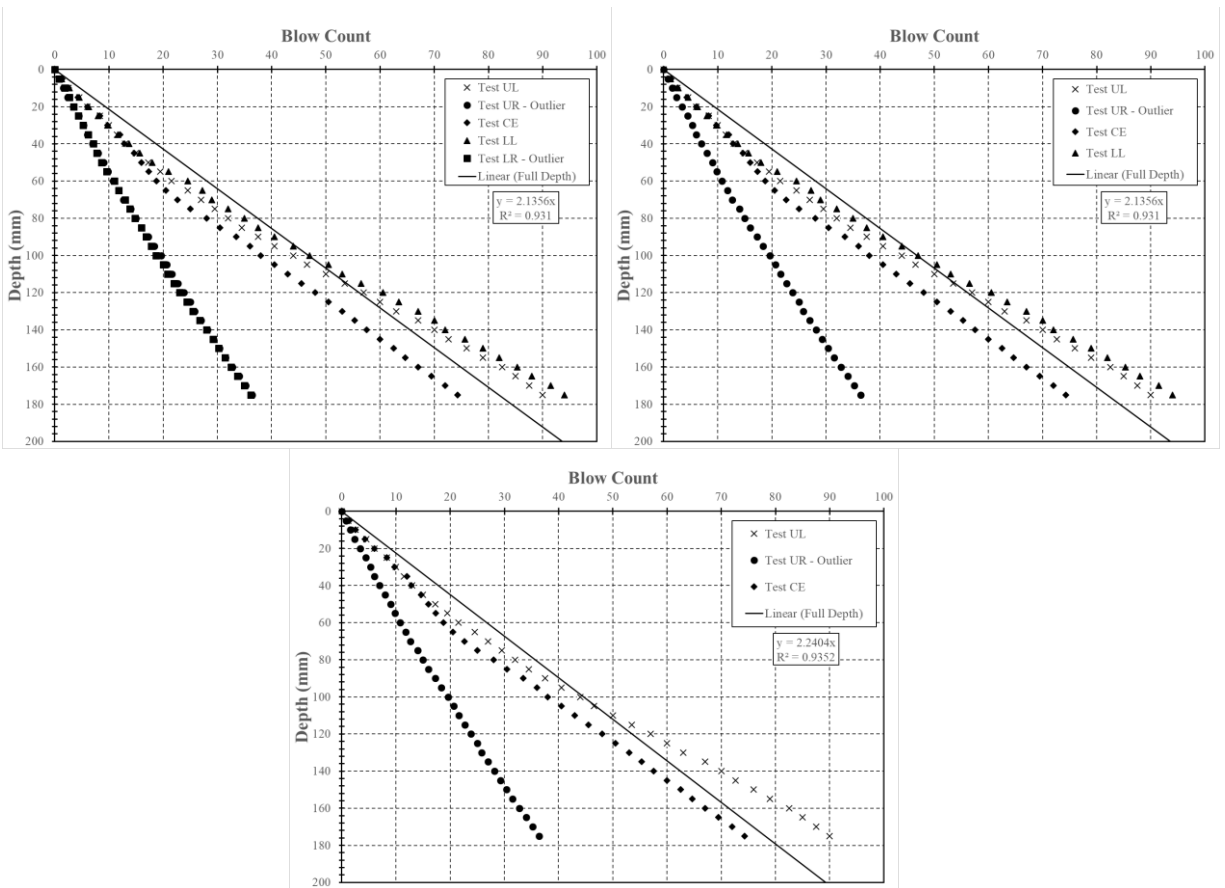 Blow Count
0 10 20 30 40 50 60 70 80 90 100
Depth (mm)
0
20
40
60
80
100
120
140
160
180
200
Test UL
Test UR - Outlier
Test CE
Test LL
Test LR - Outlier
Linear (Full Depth)
y = 2.1356x
R² = 0.931
Blow Count
0 10 20 30 40 50 60 70 80 90 100
Depth (mm)
0
20
40
60
80
100
120
140
160
180
200
Test UL
Test UR - Outlier
Test CE
Test LL
Linear (Full Depth)
y = 2.1356x
R² = 0.931
Blow Count
0 10 20 30 40 50 60 70 80 90 100
Depth (mm)
0
20
40
60
80
100
120
140
160
180
200
Test UL
Test UR - Outlier
Test CE
Linear (Full Depth)
y = 2.2404x
R² = 0.9352